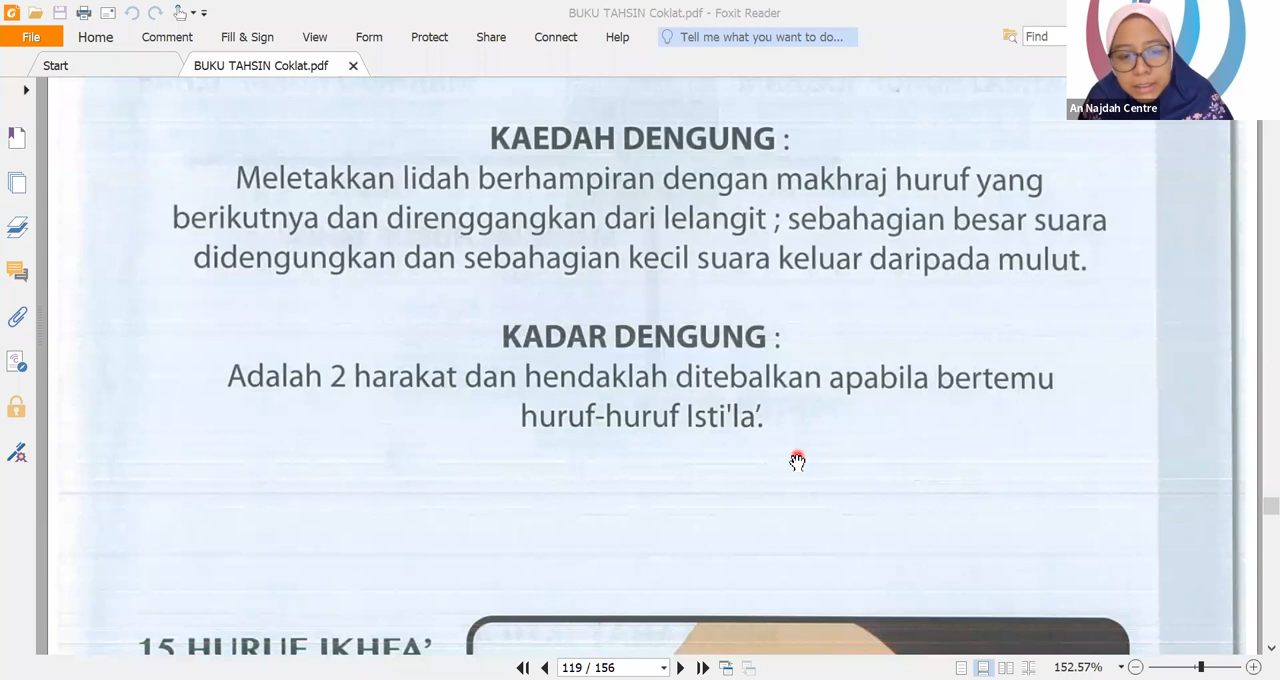 BUKU TAHSIN Coklat.pdf - Foxit Reader
File Home Comment Fill & Sign View Form Protect Share Connect Help Tell me what you want to do... Find
Start BUKU TAHSIN Coklat.pdf
An Najdah Centre
KAEDAH DENGUNG :
Meletakkan lidah berhampiran dengan makhraj huruf yang
berikutnya dan direnggangkan dari lelangit ; sebahagian besar suara
didengungkan dan sebahagian kecil suara keluar daripada mulut.
KADAR DENGUNG :
Adalah 2 harakat dan hendaklah ditebalkan apabila bertemu
huruf-huruf Isti'la'.
15 HURUF IKHFA'
119 / 156
152.57%